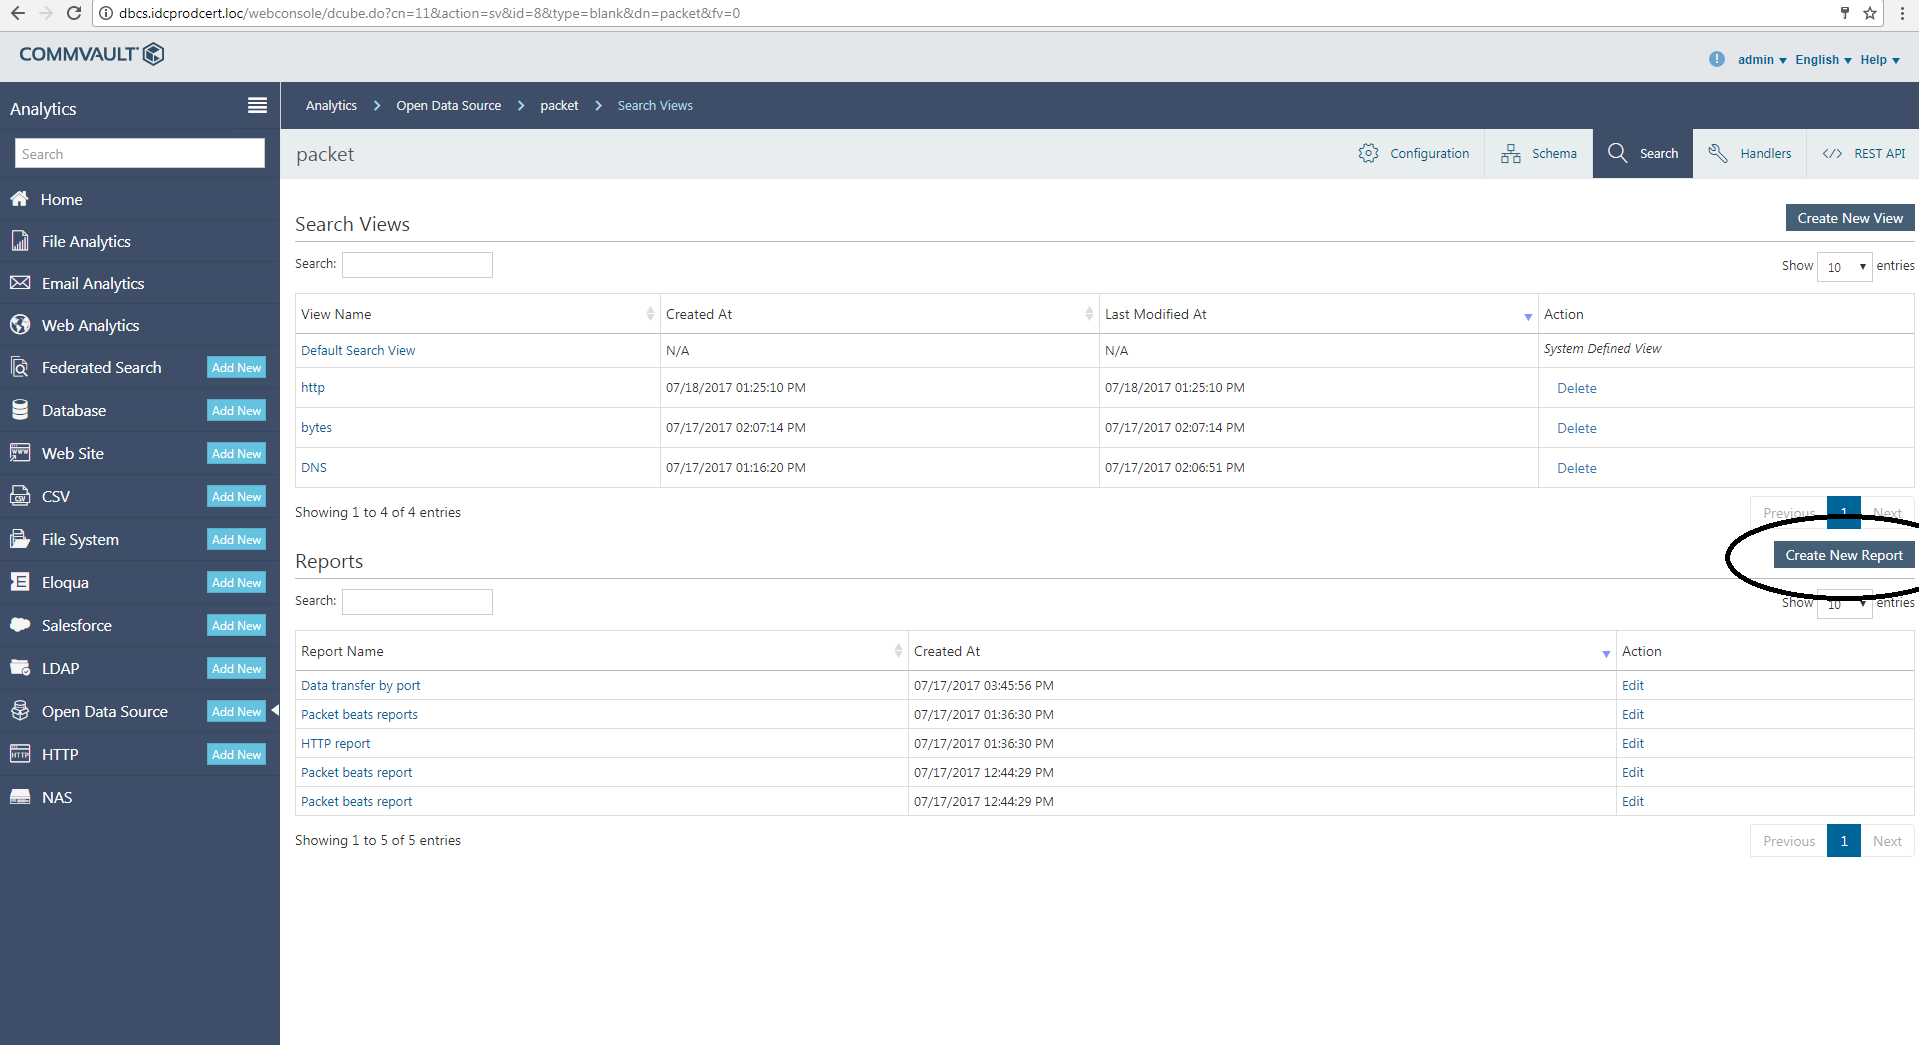 dbcs.idcprodcert.loc/webconsole/dcube.do?cn=11&action=sv&id=8&type=blank&dn=packet&fv=0
COMMVAULT
admin English Help
Analytics
Analytics > Open Data Source > packet > Search Views
Search
packet
Configuration Schema Search Handlers </> REST API
Home
File Analytics
Email Analytics
Web Analytics
Federated Search Add New
Database Add New
Web Site Add New
CSV Add New
File System Add New
Eloqua Add New
Salesforce Add New
LDAP Add New
Open Data Source Add New
HTTP Add New
NAS
Search Views Create New View
Search: Show 10 entries
View Name Created At Last Modified At Action
Default Search View N/A N/A System Defined View
http 07/18/2017 01:25:10 PM 07/18/2017 01:25:10 PM Delete
bytes 07/17/2017 02:07:14 PM 07/17/2017 02:07:14 PM Delete
DNS 07/17/2017 01:16:20 PM 07/17/2017 02:06:51 PM Delete
Showing 1 to 4 of 4 entries Previous 1 Next
Reports Create New Report
Search: Show 10 entries
Report Name Created At Action
Data transfer by port 07/17/2017 03:45:56 PM Edit
Packet beats reports 07/17/2017 01:36:30 PM Edit
HTTP report 07/17/2017 01:36:30 PM Edit
Packet beats report 07/17/2017 12:44:29 PM Edit
Packet beats report 07/17/2017 12:44:29 PM Edit
Showing 1 to 5 of 5 entries Previous 1 Next